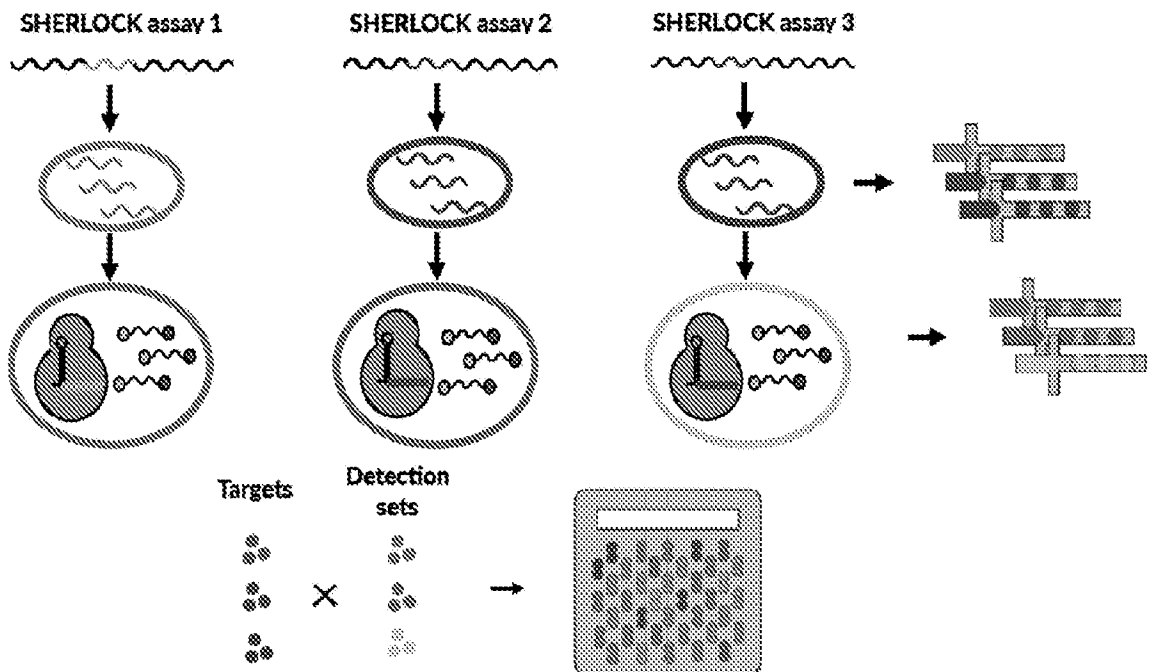 SHERLOCK assay 1
SHERLOCK assay 2
SHERLOCK assay 3
Targets
Detection
sets